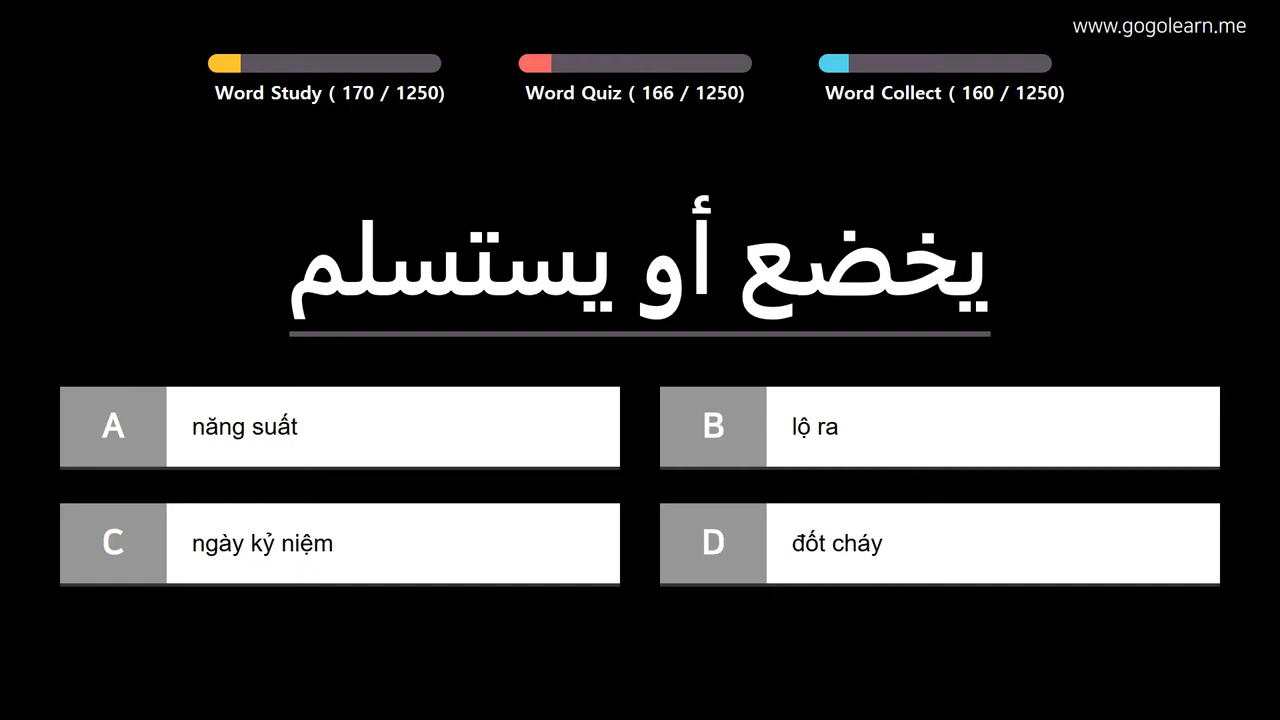 www.gogolearn.me
Word Study ( 170 / 1250)
Word Quiz ( 166 / 1250)
Word Collect ( 160 / 1250)
يخضع أو يستسلم
A
năng suất
B
lộ ra
C
ngày kỷ niệm
D
đốt cháy